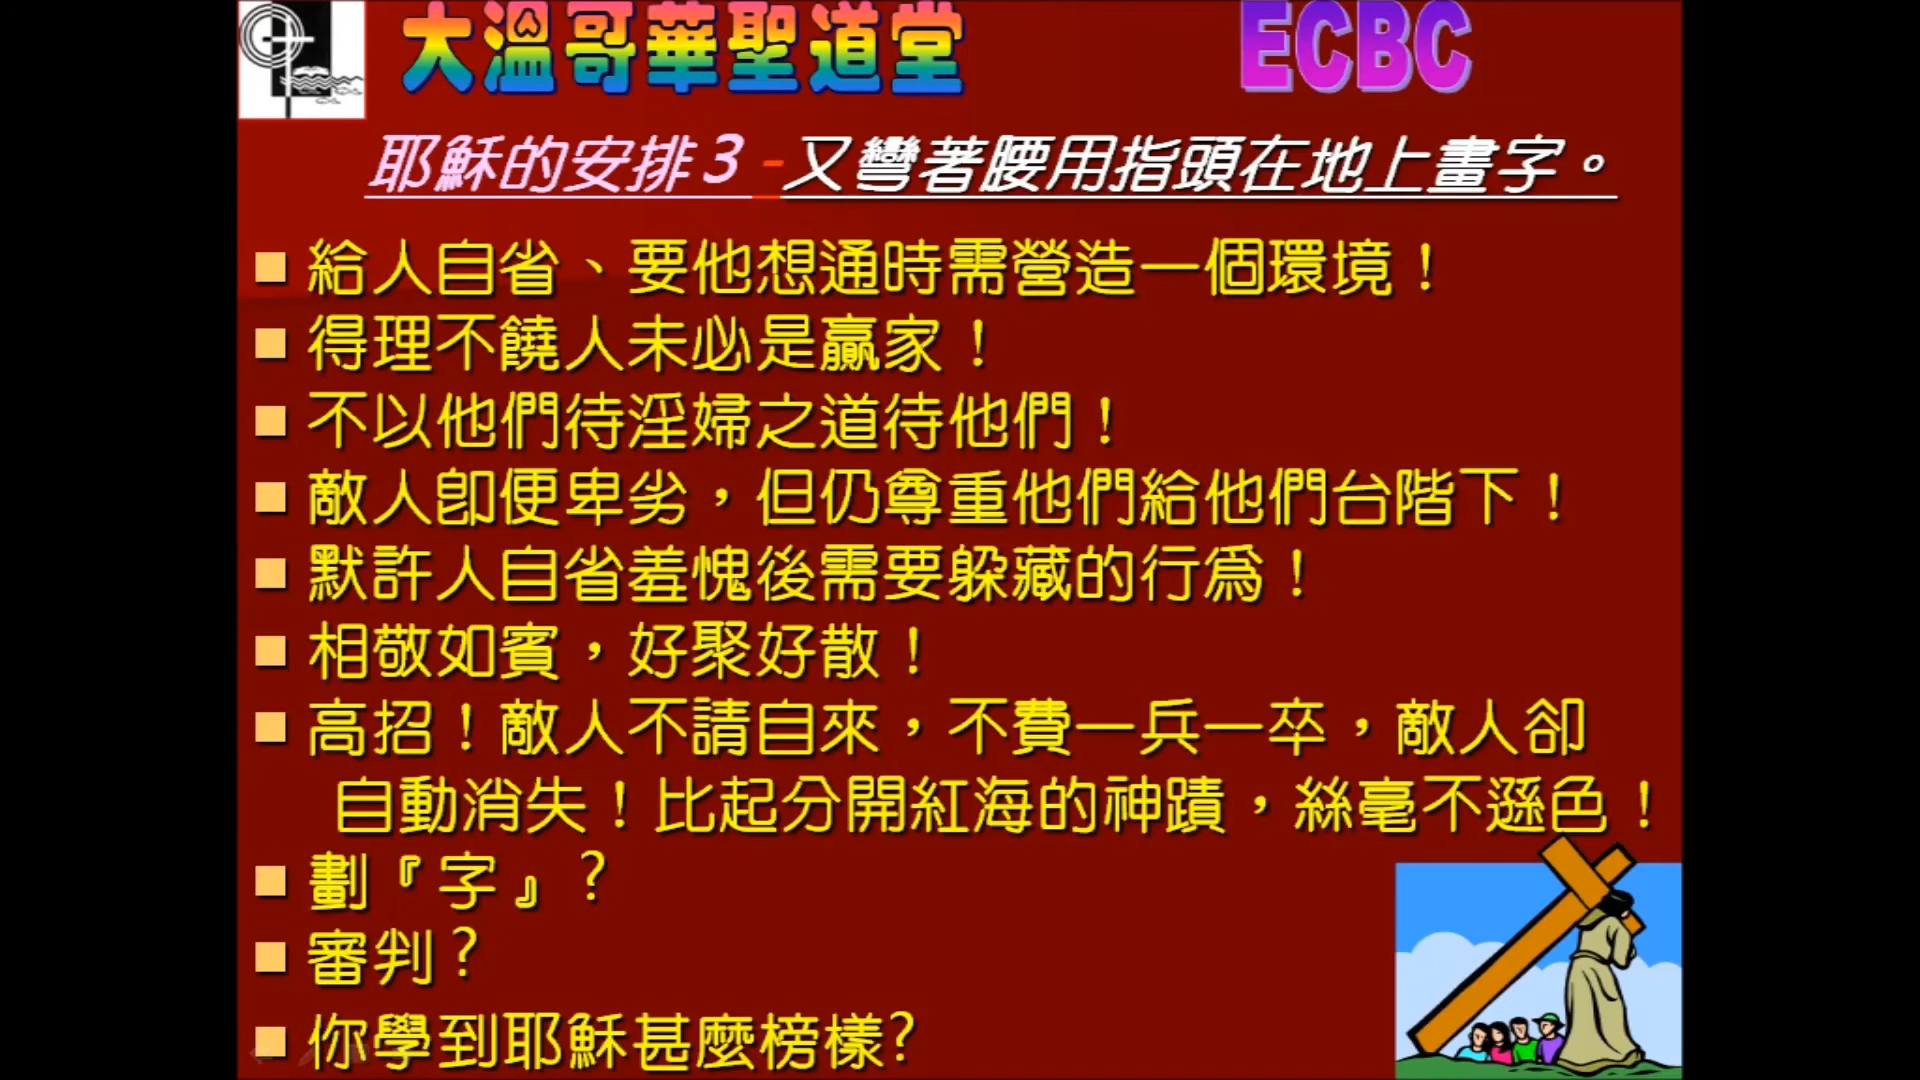 大溫哥華聖道堂 ECBC
耶穌的安排3 -又彎著腰用指頭在地上畫字。
給人自省、要他想通時需營造一個環境！
得理不饒人未必是贏家！
不以他們待淫婦之道待他們！
敵人卽便卑劣，但仍尊重他們給他們台階下！
默許人自省羞愧後需要躲藏的行為！
相敬如賓，好聚好散！
高招！敵人不請自來，不費一兵一卒，敵人卻
自動消失！比起分開紅海的神蹟，絲毫不遜色！
劃『字』?
審判?
你學到耶穌甚麼榜樣?